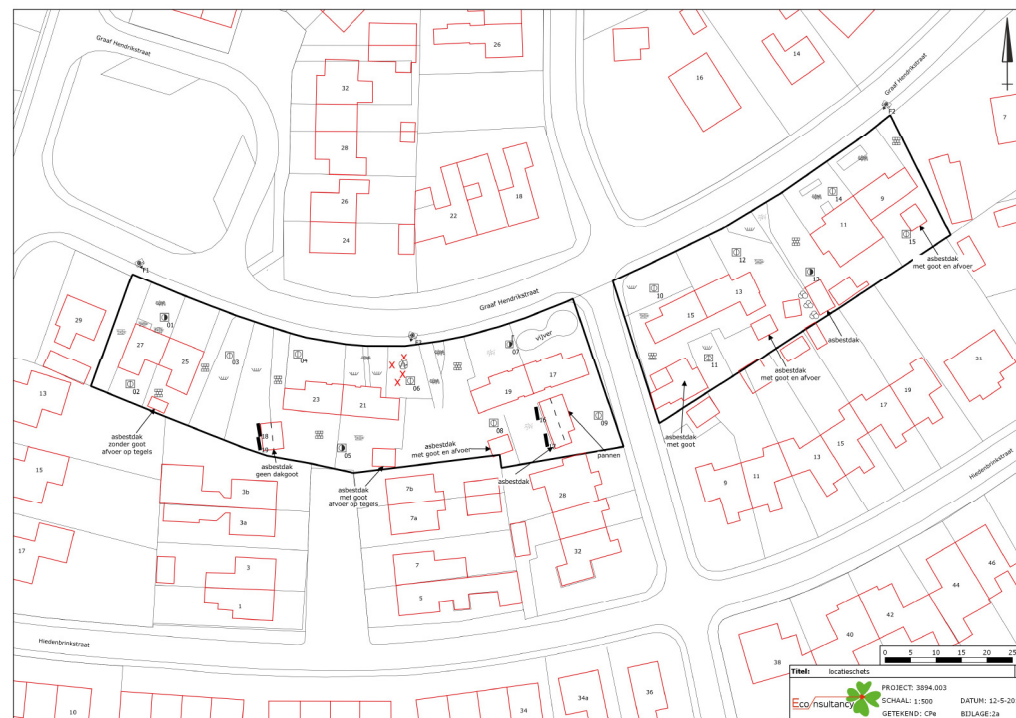 Graaf Hendrikstraat
26
14
Graaf Hendrikstraat
32
16
F2
7
28
26
18
22
24
14
9
11
15
asbestdak
met goot en afvoer
12
F1
10
13
15
Graaf Hendrikstraat
vijver
29
01
27
25
03
04
07
17
19
06
asbestdak
11
asbestdak
met goot en afvoer
13
02
23
21
16
09
08
asbestdak
met goot
19
17
asbestdak
zonder goot
afvoer op tegels
18
19
05
asbestdak
met goot en afvoer
pannen
asbestdak
geen dakgoot
asbestdak
met goot
afvoer op tegels
asbestdak
15
13
11
9
Hiedenbrinkstraat
15
3b
3a
7b
7a
28
17
3
1
7
5
32
46
44
42
40
38
Hiedenbrinkstraat
10
34
34a
36
0 5 10 15 20 25
Titel: locatieschets
Econsultancy
PROJECT: 3894.003
SCHAAL: 1:500
GETEKEND: CPe
BIJLAGE:2a